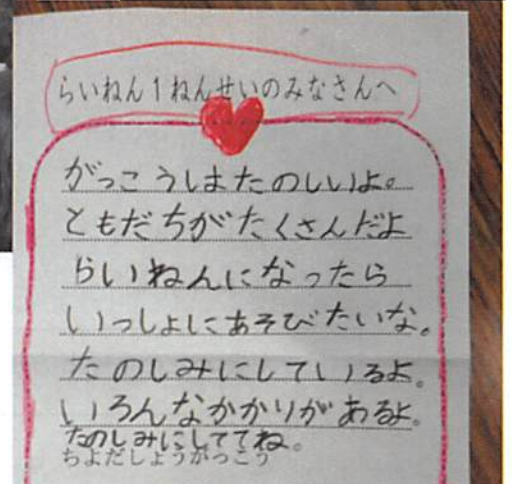 らいねん1ねんせいのみなさんへ
がっこうはたのしいよ。
ともだちがたくさんだよ
らいねんになったら
いっしょにあそびたいな。
たのしみにしているよ。
いろんなかかりがあるよ。
たのしみにしててね。
ちよだしょうがっこう